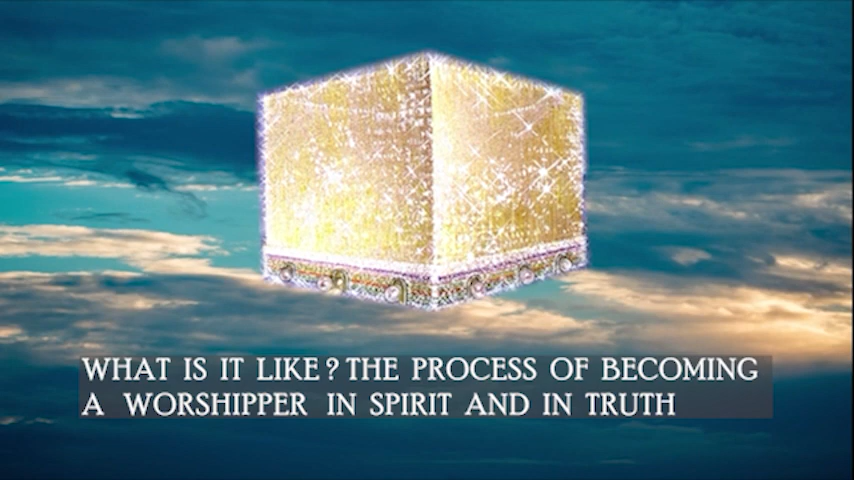 WHAT IS IT LIKE? THE PROCESS OF BECOMING
A WORSHIPPER IN SPIRIT AND IN TRUTH